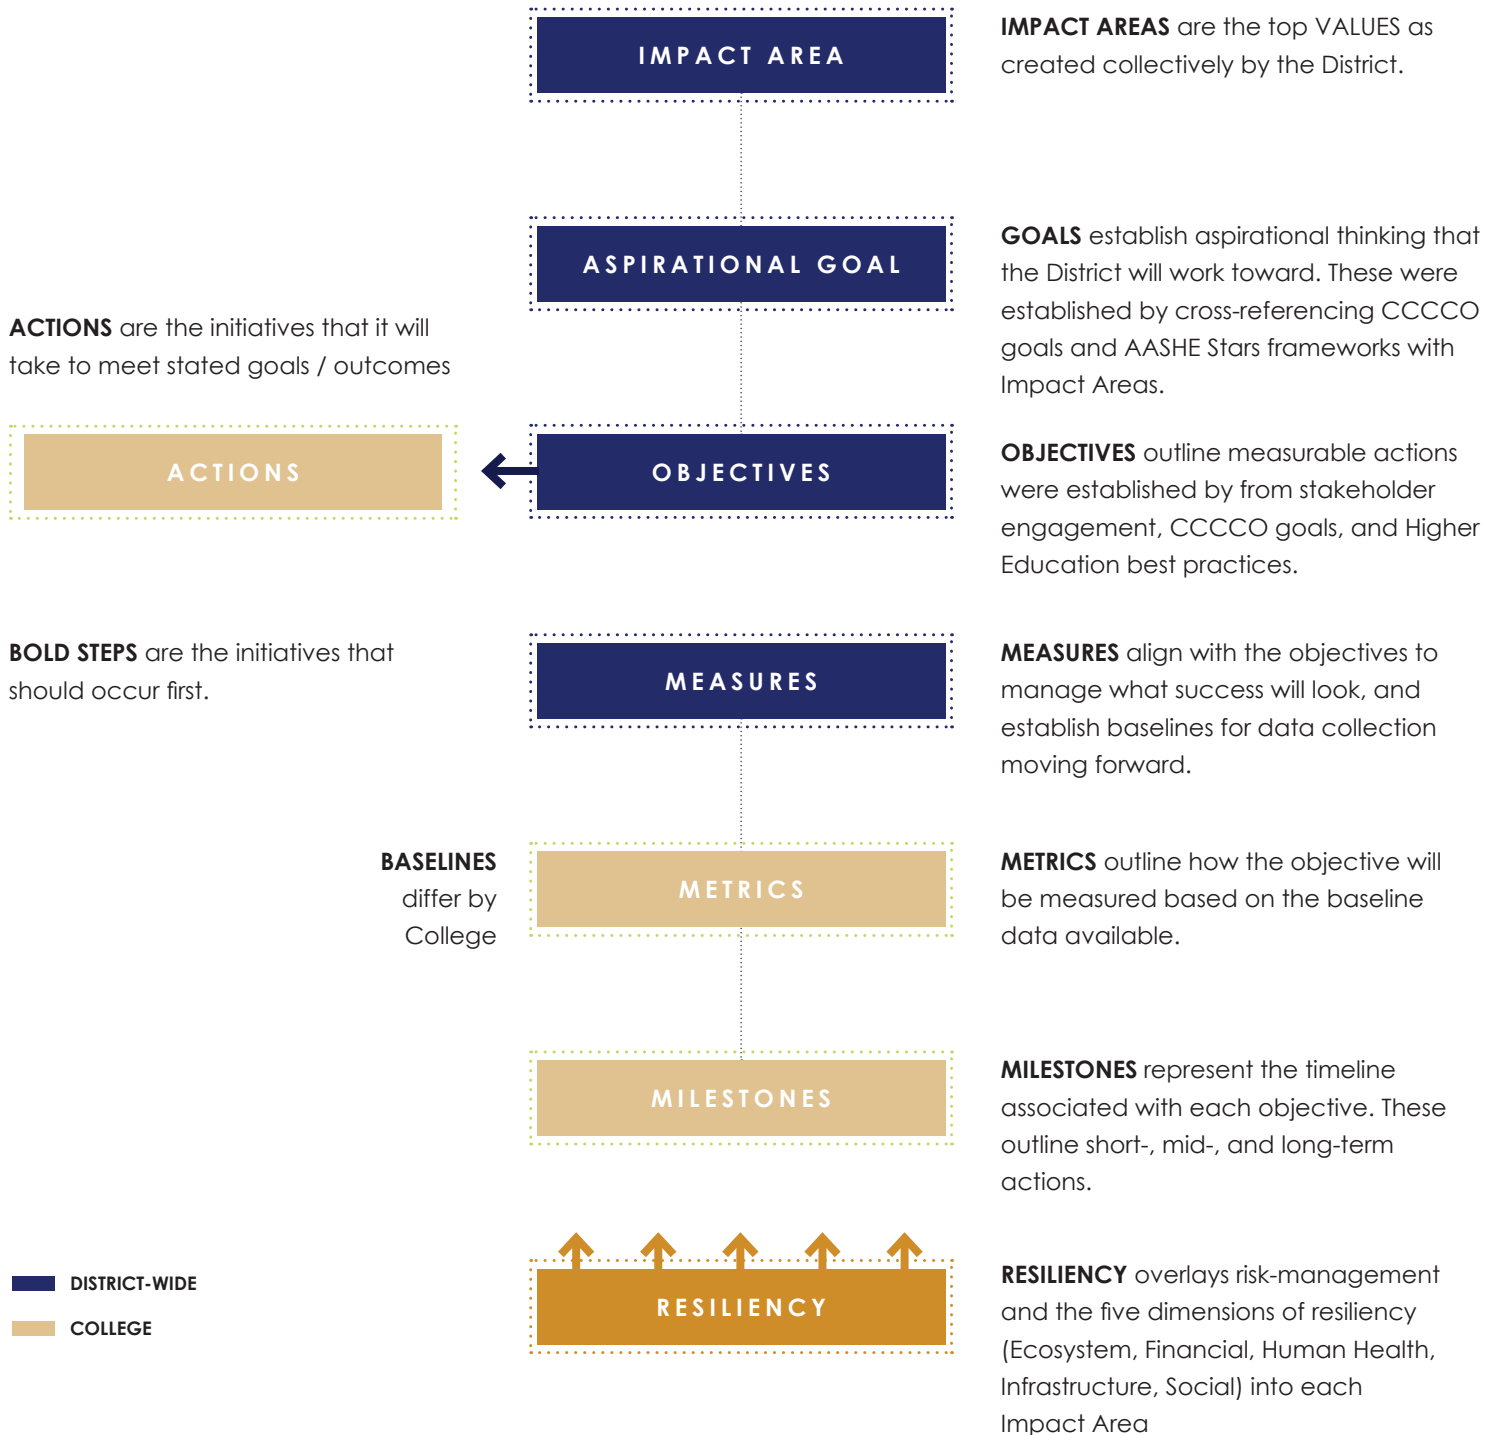 IMPACT AREA
IMPACT AREAS are the top VALUES as
created collectively by the District.
ASPIRATIONAL GOAL
GOALS establish aspirational thinking that
the District will work toward. These were
established by cross-referencing CCCCO
goals and AASHE Stars frameworks with
Impact Areas.
ACTIONS are the initiatives that it will
take to meet stated goals / outcomes
ACTIONS
OBJECTIVES
OBJECTIVES outline measurable actions
were established by from stakeholder
engagement, CCCCO goals, and Higher
Education best practices.
BOLD STEPS are the initiatives that
should occur first.
MEASURES
MEASURES align with the objectives to
manage what success will look, and
establish baselines for data collection
moving forward.
BASELINES
differ by
College
METRICS
METRICS outline how the objective will
be measured based on the baseline
data available.
MILESTONES
MILESTONES represent the timeline
associated with each objective. These
outline short-, mid-, and long-term
actions.
DISTRICT-WIDE
COLLEGE
RESILIENCY
RESILIENCY overlays risk-management
and the five dimensions of resiliency
(Ecosystem, Financial, Human Health,
Infrastructure, Social) into each
Impact Area